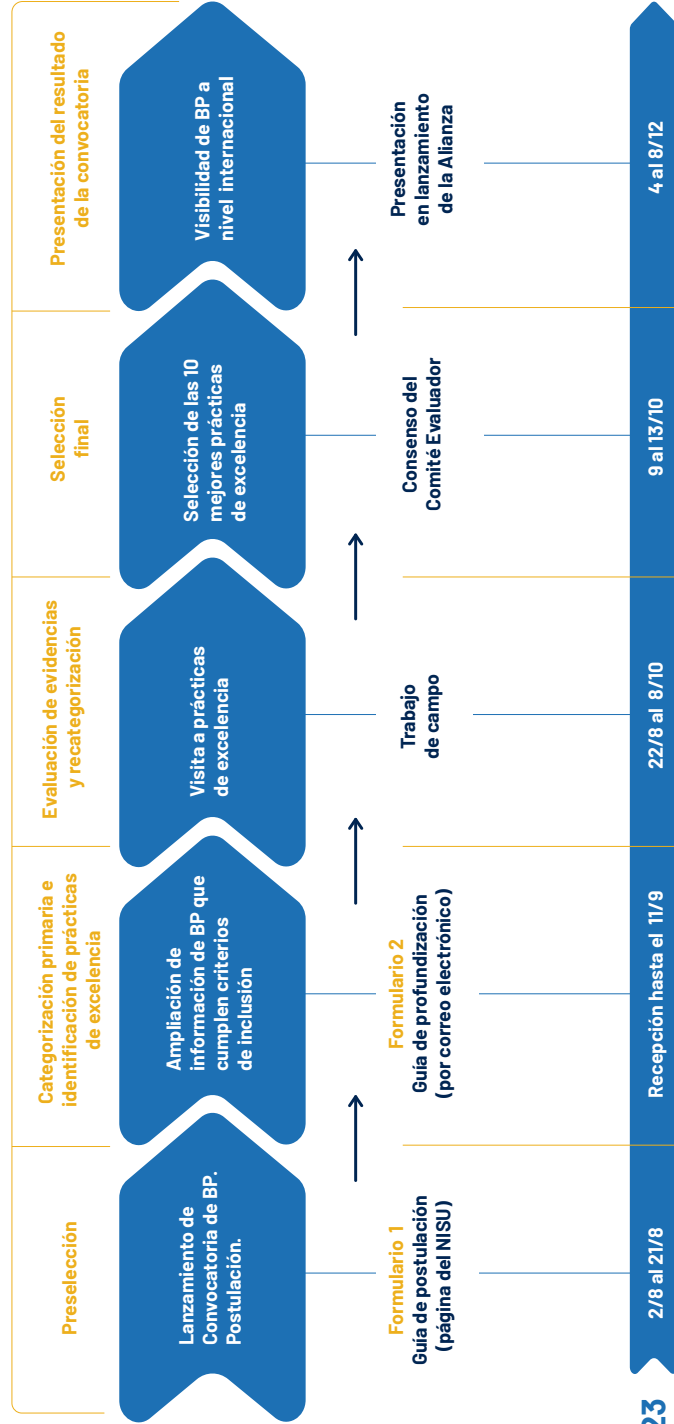 Preselección
Categorización primaria e
identificación de prácticas
de excelencia
Evaluación de evidencias
y recategorización
Selección
final
Presentación del resultado
de la convocatoria
Lanzamiento de
Convocatoria de BP.
Postulación.
Ampliación de
información de BP que
cumplen criterios
de inclusión
Visita a prácticas
de excelencia
Selección de las 10
mejores prácticas
de excelencia
Visibilidad de BP a
nivel internacional
Formulario 1
Guía de postulación
(página del NISU)
Formulario 2
Guía de profundización
(por correo electrónico)
Trabajo
de campo
Consenso del
Comité Evaluador
Presentación
en lanzamiento
de la Alianza
23
2/8 al 21/8
Recepción hasta el 11/9
22/8 al 8/10
9 al 13/10
4 al 8/12